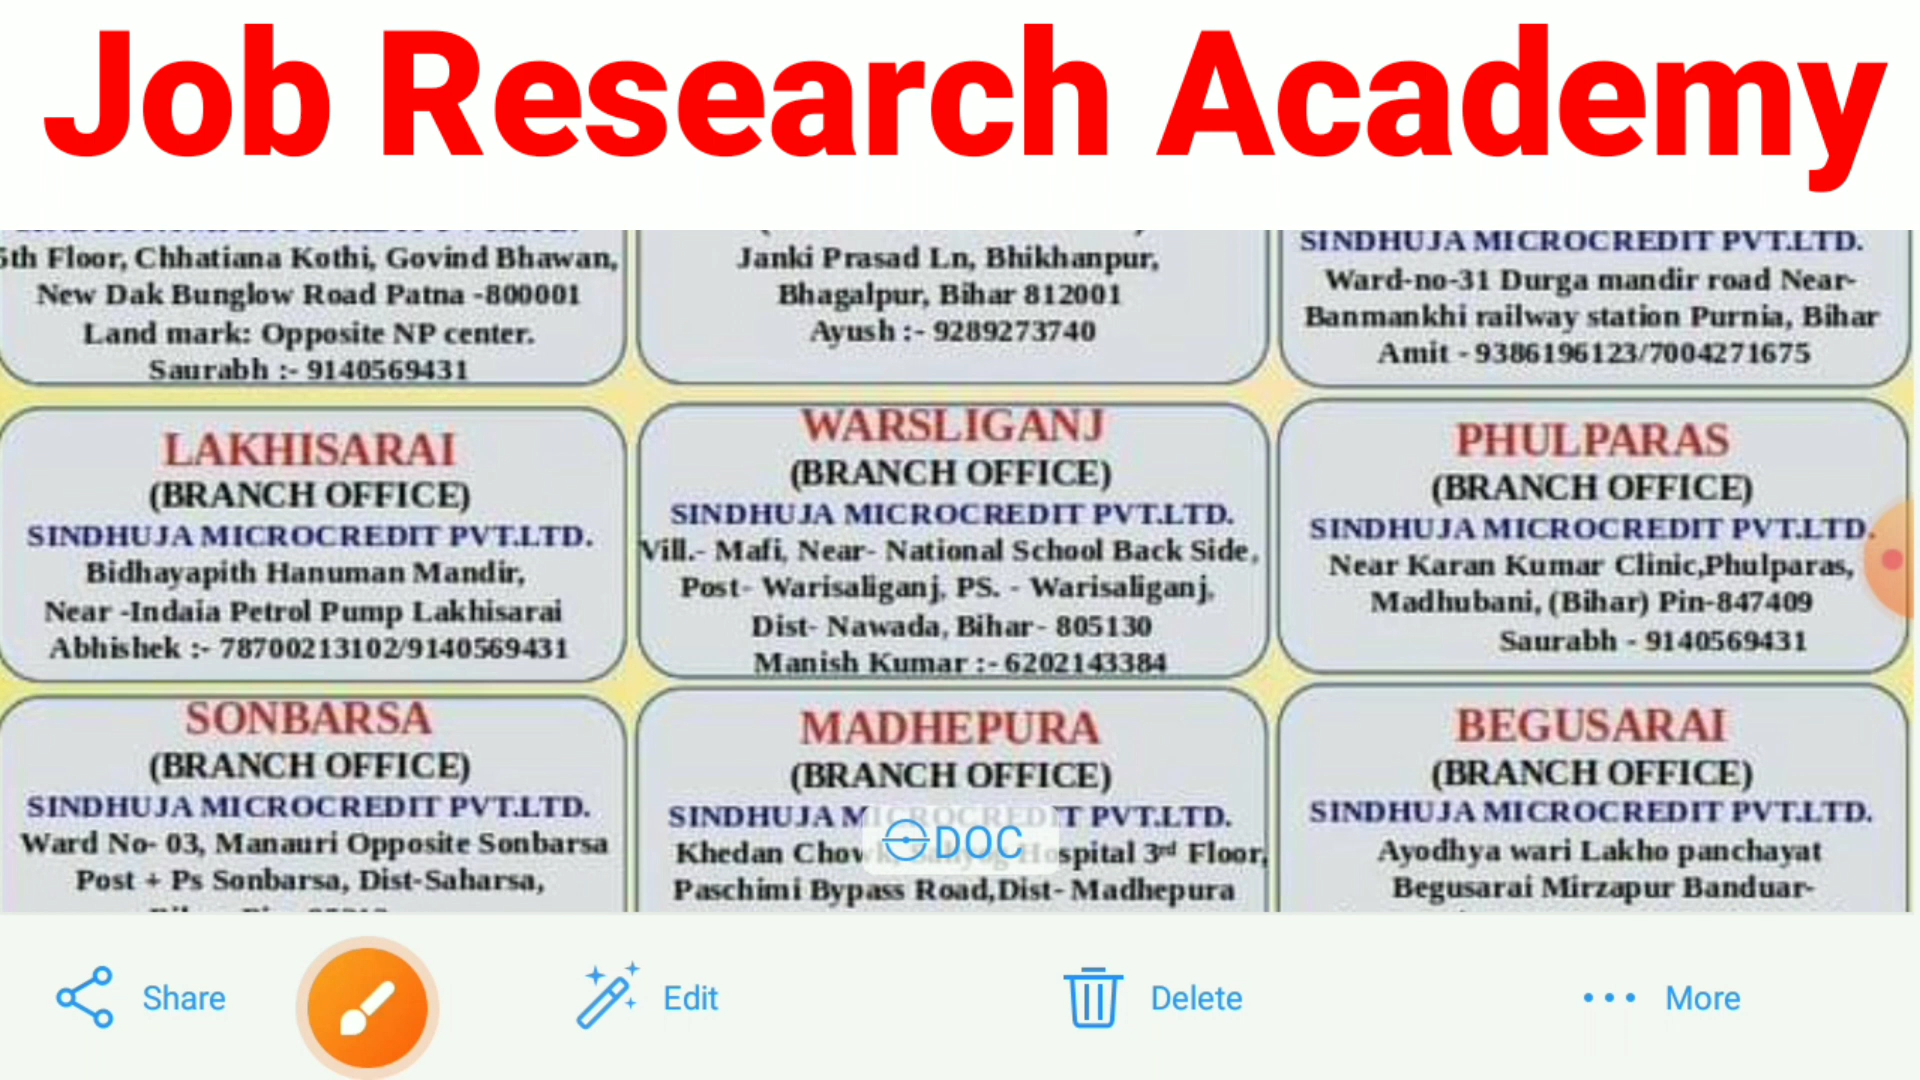 Job Research Academy
5th Floor, Chhatiana Kothi, Govind Bhawan,
New Dak Bunglow Road Patna -800001
Land mark: Opposite NP center.
Saurabh :- 9140569431
Janki Prasad Ln, Bhikhanpur,
Bhagalpur, Bihar 812001
Ayush :- 9289273740
SINDHUJA MICROCREDIT PVT.LTD.
Ward-no-31 Durga mandir road Near-
Banmankhi railway station Purnia, Bihar
Amit - 9386196123/7004271675
LAKHISARAI
(BRANCH OFFICE)
SINDHUJA MICROCREDIT PVT.LTD.
Bidhayapith Hanuman Mandir,
Near -Indaia Petrol Pump Lakhisarai
Abhishek :- 78700213102/9140569431
WARSLIGANJ
(BRANCH OFFICE)
SINDHUJA MICROCREDIT PVT.LTD.
Vill.- Mafi, Near- National School Back Side,
Post- Warisaliganj, PS. - Warisaliganj,
Dist- Nawada, Bihar- 805130
Manish Kumar :- 6202143384
PHULPARAS
(BRANCH OFFICE)
SINDHUJA MICROCREDIT PVT.LTD.
Near Karan Kumar Clinic,Phulparas,
Madhubani, (Bihar) Pin-847409
Saurabh - 9140569431
SONBARSA
(BRANCH OFFICE)
SINDHUJA MICROCREDIT PVT.LTD.
Ward No- 03, Manauri Opposite Sonbarsa
Post + Ps Sonbarsa, Dist-Saharsa,
MADHEPURA
(BRANCH OFFICE)
SINDHUJA MICROCREDIT PVT.LTD.
Khedan Chowk, Hospital 3rd Floor,
Paschimi Bypass Road,Dist- Madhepura
DOC
BEGUSARAI
(BRANCH OFFICE)
SINDHUJA MICROCREDIT PVT.LTD.
Ayodhya wari Lakho panchayat
Begusarai Mirzapur Banduar-
Share
Edit
Delete
More